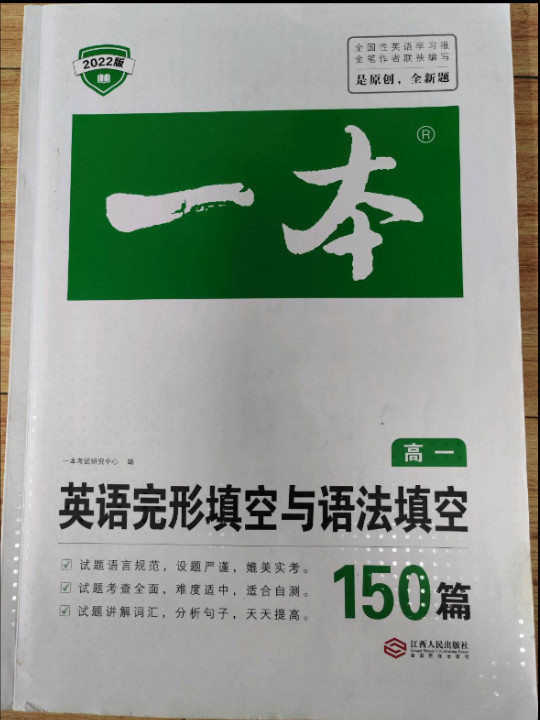 2022版
全国性英语学习报
金笔作者联袂编写
是原创，全新题
一本®
高一
一本考试研究中心 编
英语完形填空与语法填空
150篇
试题语言规范，设题严谨，媲美实考。
试题考查全面，难度适中，适合自测。
试题讲解词汇，分析句子，天天提高。
江西人民出版社